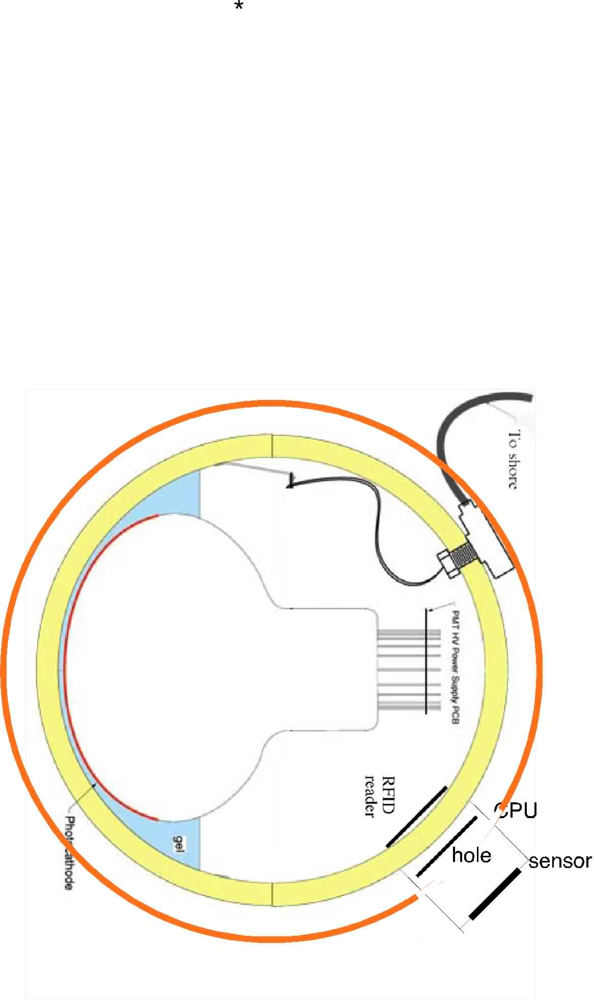 *
To shore
PMT HV Power Supply PCB
RFID
reader
CPU
hole
sensor
gel
Photocathode